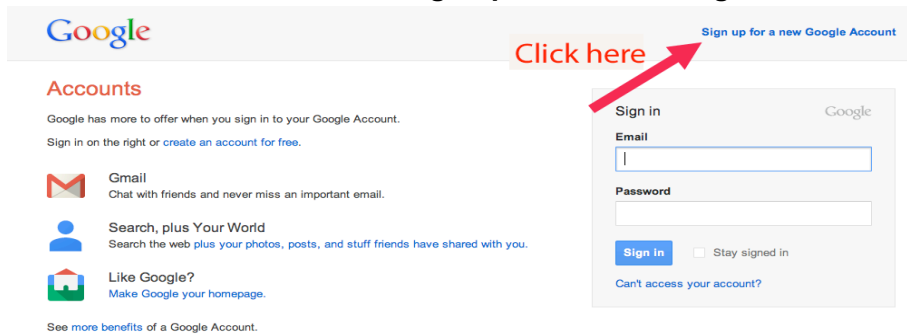 Google
Sign up for a new Google Account
Click here
Accounts
Google has more to offer when you sign in to your Google Account.
Sign in on the right or create an account for free.
Gmail
Chat with friends and never miss an important email.
Search, plus Your World
Search the web plus your photos, posts, and stuff friends have shared with you.
Like Google?
Make Google your homepage.
See more benefits of a Google Account.
Sign in Google
Email
Password
Sign in Stay signed in
Can't access your account?